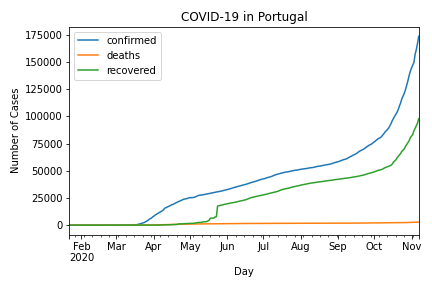 COVID-19 in Portugal
confirmed
deaths
recovered
Number of Cases
175000
150000
125000
100000
75000
50000
25000
0
Feb Mar Apr May Jun Jul Aug Sep Oct Nov
2020
Day